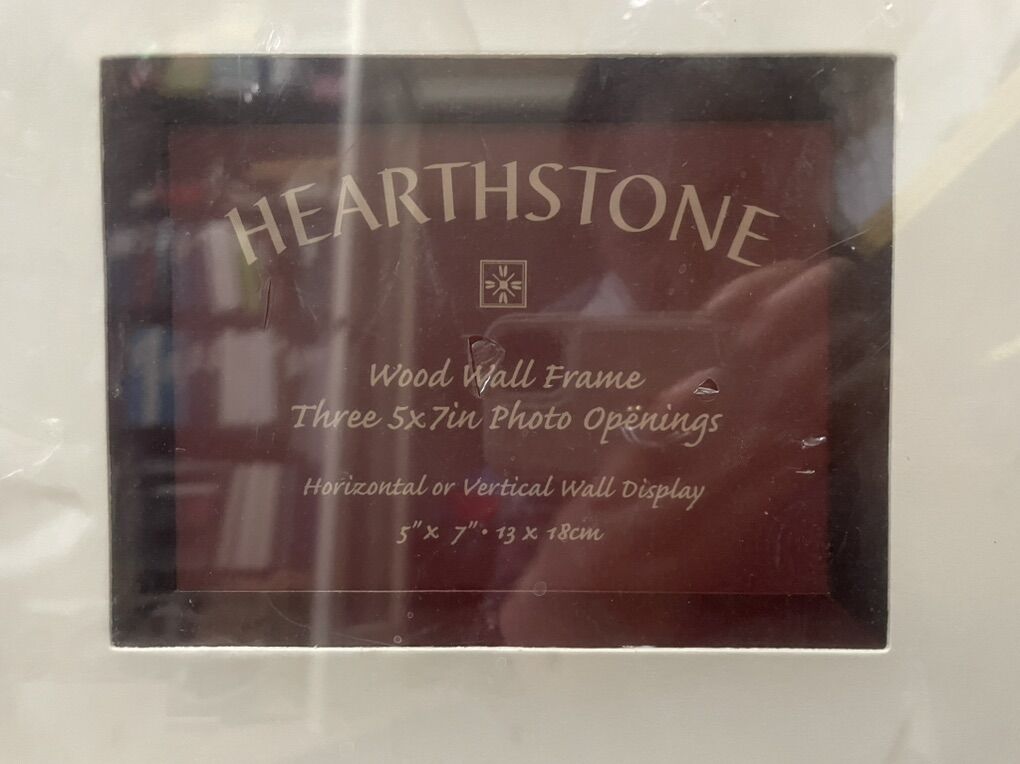 HEARTHSTONE
Wood Wall Frame
Three 5x7in Photo Openings
Horizontal or Vertical Wall Display
5" x 7" • 13 x 18cm